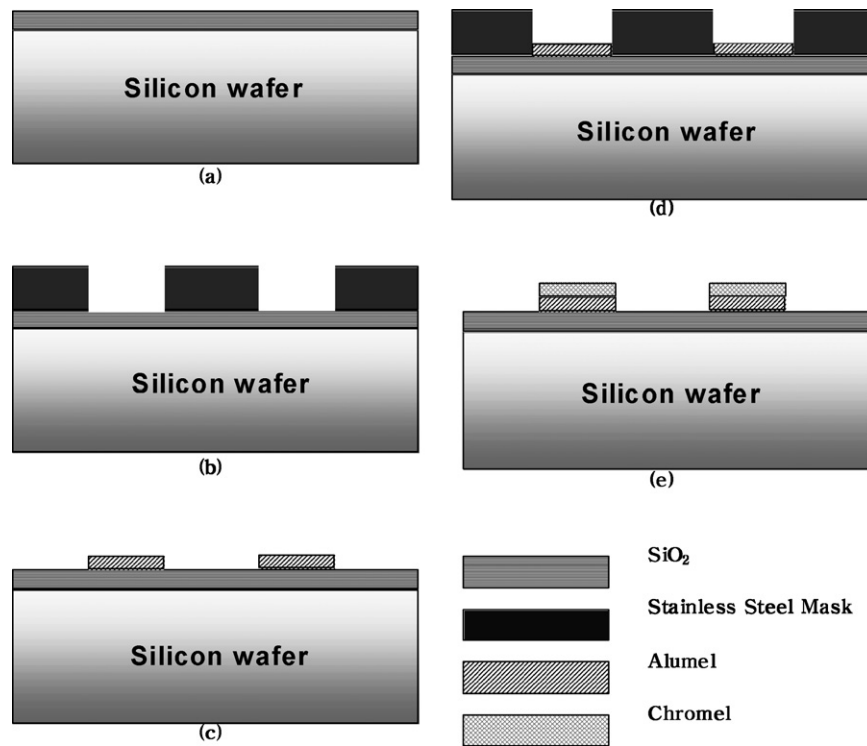 Silicon wafer
(a)
Silicon wafer
(b)
Silicon wafer
(c)
Silicon wafer
(d)
Silicon wafer
(e)
SiO₂
Stainless Steel Mask
Alumel
Chromel